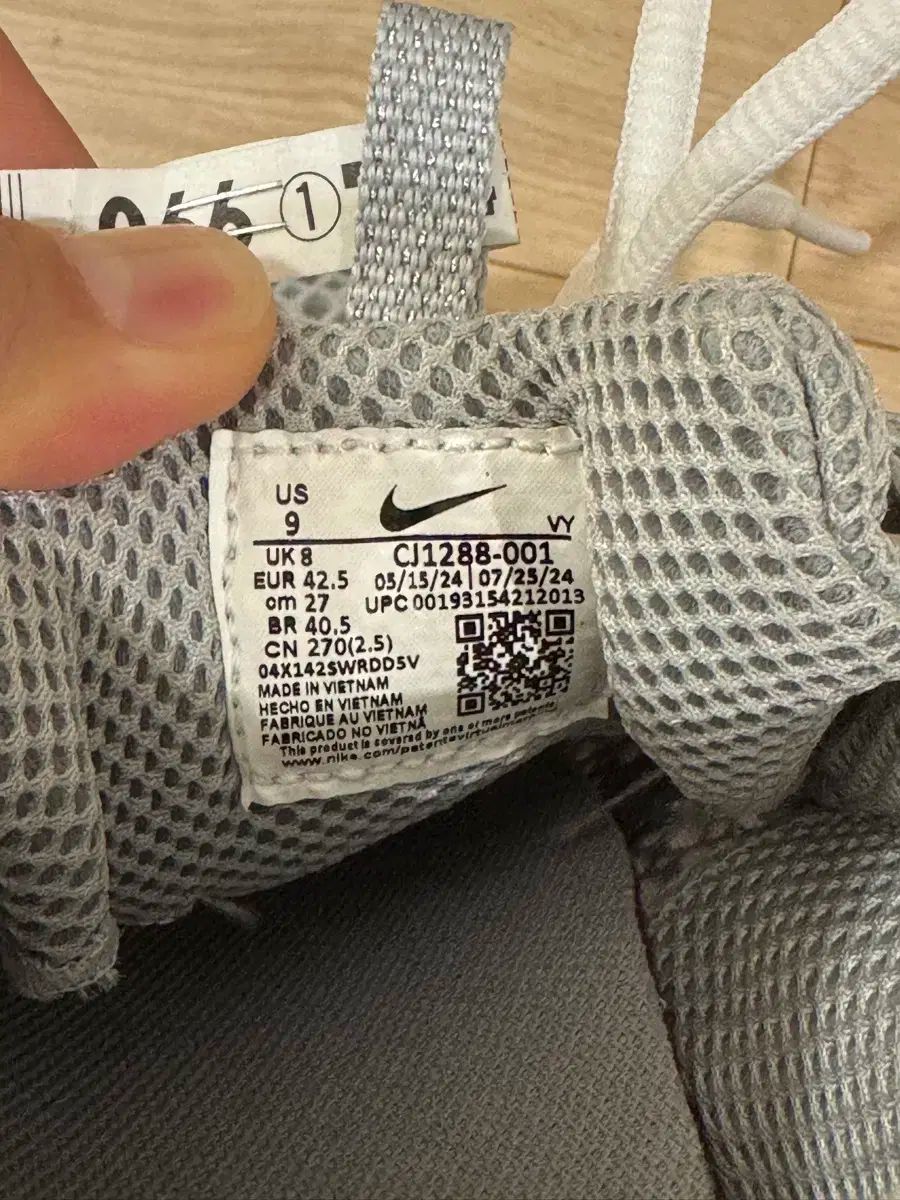 ①
US
9
VY
UK 8
CJ1288-001
EUR 42.5
05/15/24 | 07/25/24
cm 27
UPC 00193154212013
BR 40.5
CN 270(2.5)
04X142SWRDD5V
MADE IN VIETNAM
HECHO EN VIETNAM
FABRIQUE AU VIETNAM
FABRICADO NO VIETNÃ
This product is covered by one or more patents
www.nike.com/patents